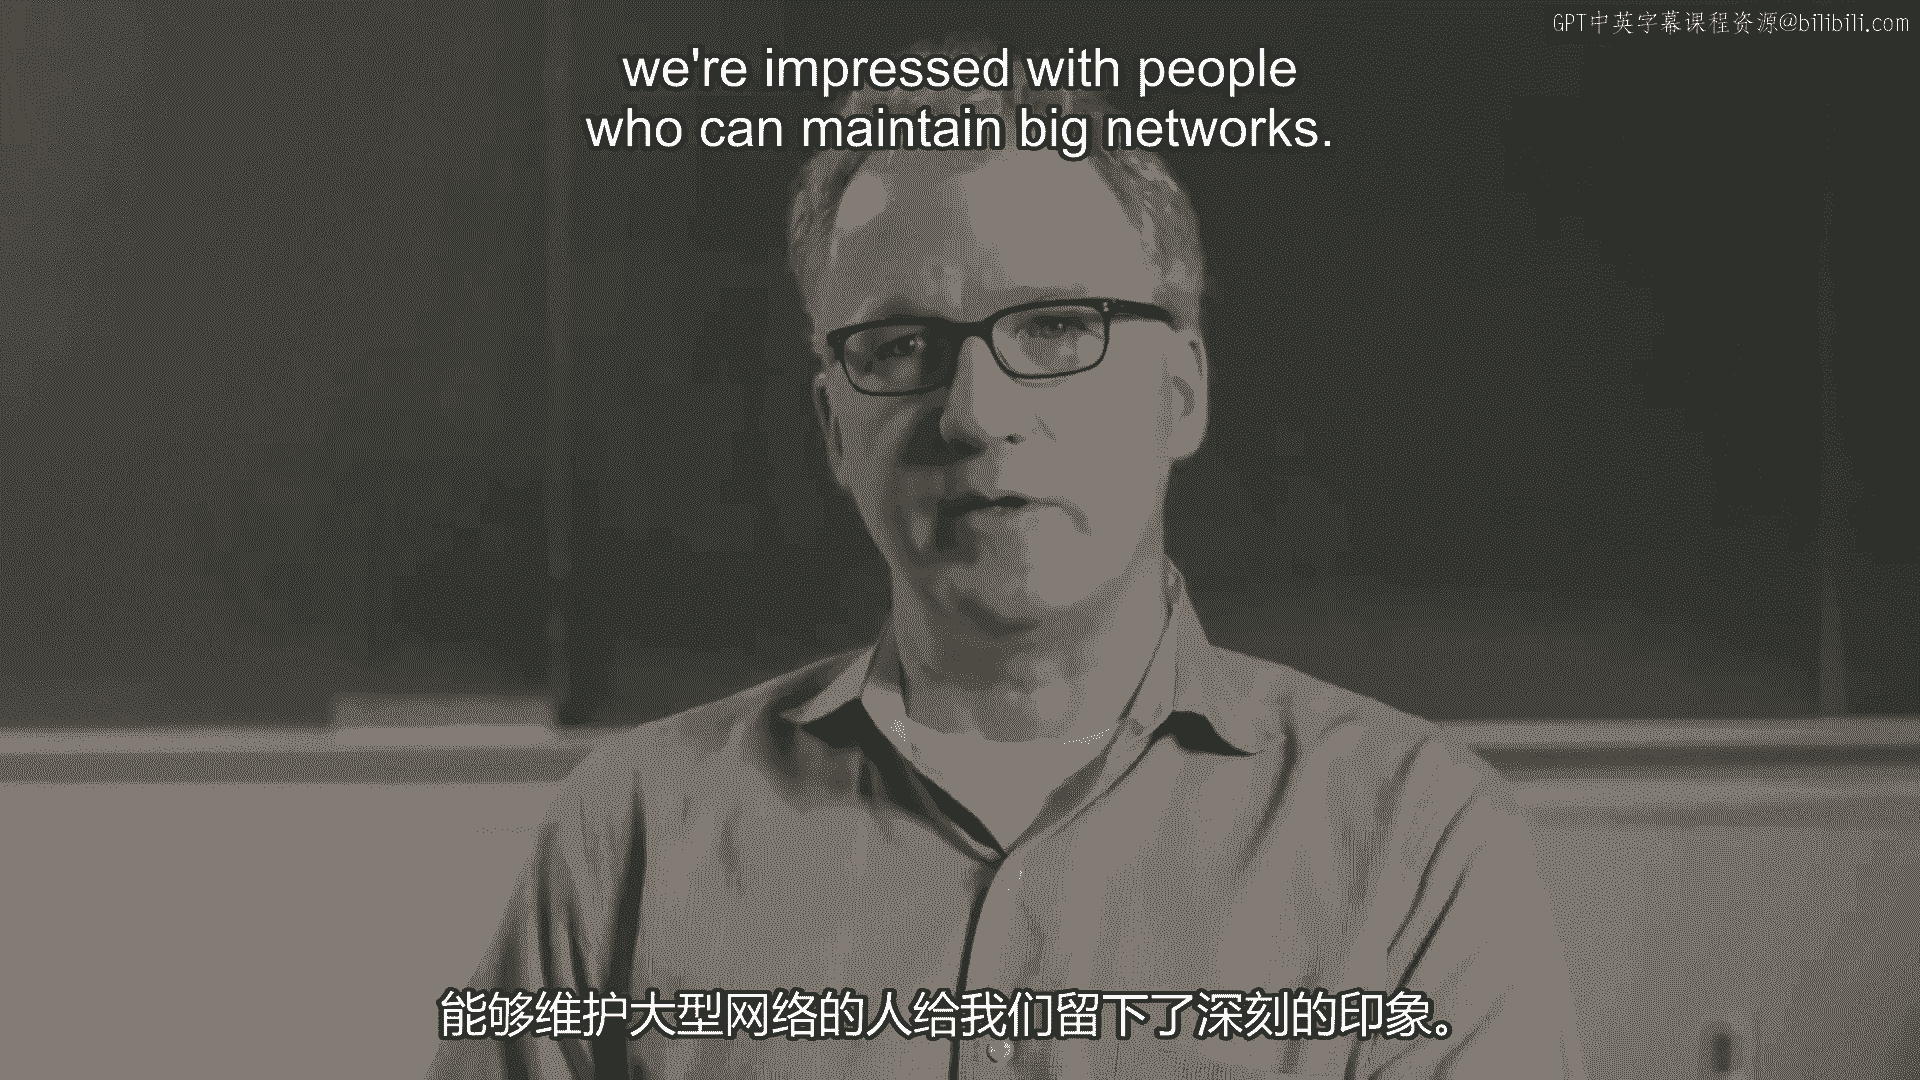 GPT中英字幕课程资源@bilibili.com
we're impressed with people
who can maintain big networks.
能够维护大型网络的人给我们留下了深刻的印象。